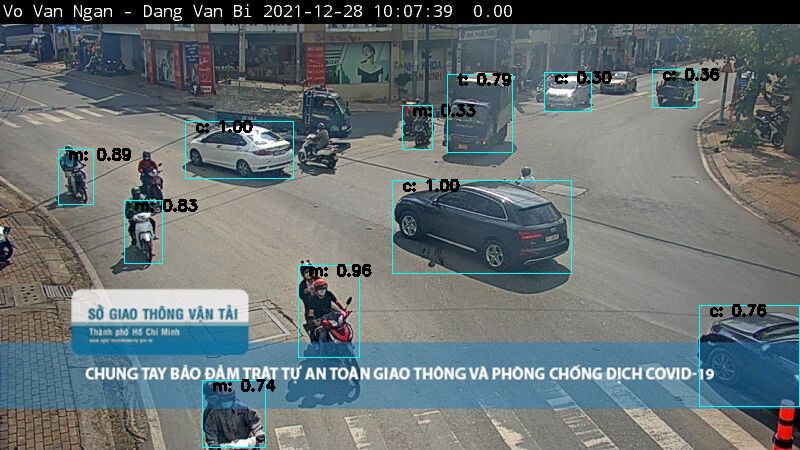 Vo Van Ngan - Dang Van Bi 2021-12-28 10:07:39 0.00
t: 0.79
c: 0.30
c: 0.36
m: 0.33
c: 1.00
m: 0.89
c: 1.00
m: 0.83
m: 0.96
SỞ GIAO THÔNG VẬN TẢI
Thành phố Hồ Chí Minh
c: 0.76
CHUNG TAY BẢO ĐẢM TRẬT TỰ AN TOÀN GIAO THÔNG VÀ PHÒNG CHỐNG DỊCH COVID-19
m: 0.74